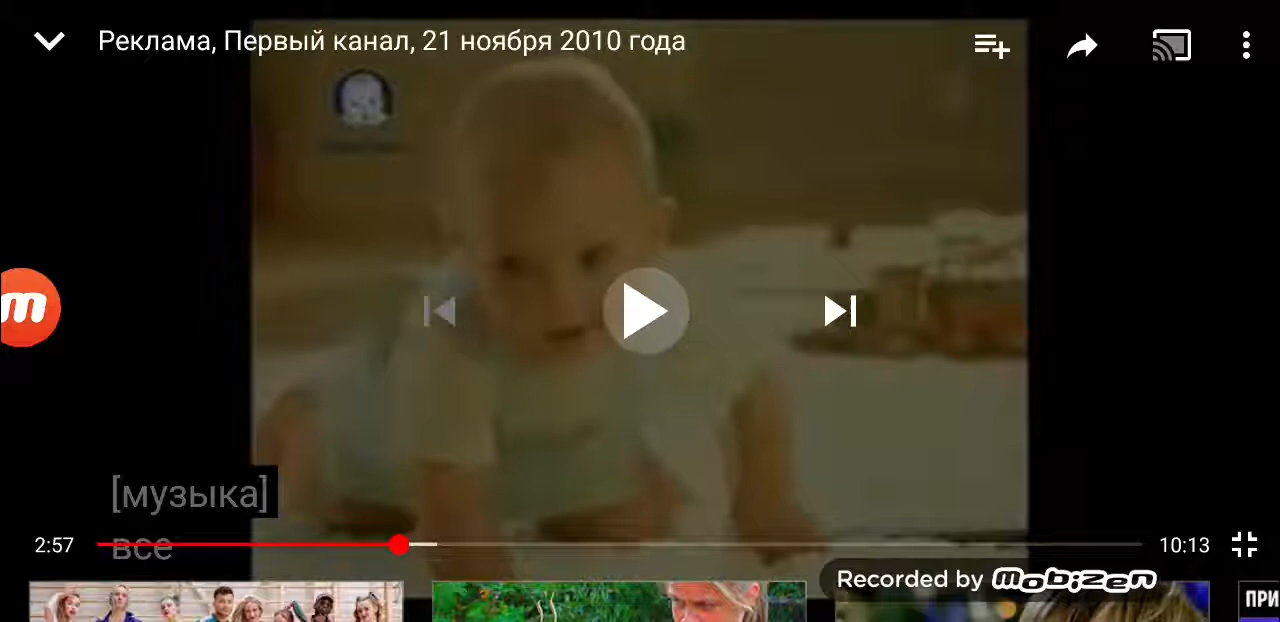 Реклама, Первый канал, 21 ноября 2010 года
[музыка]
все
2:57
10:13
Recorded by mobizen
ПРИ